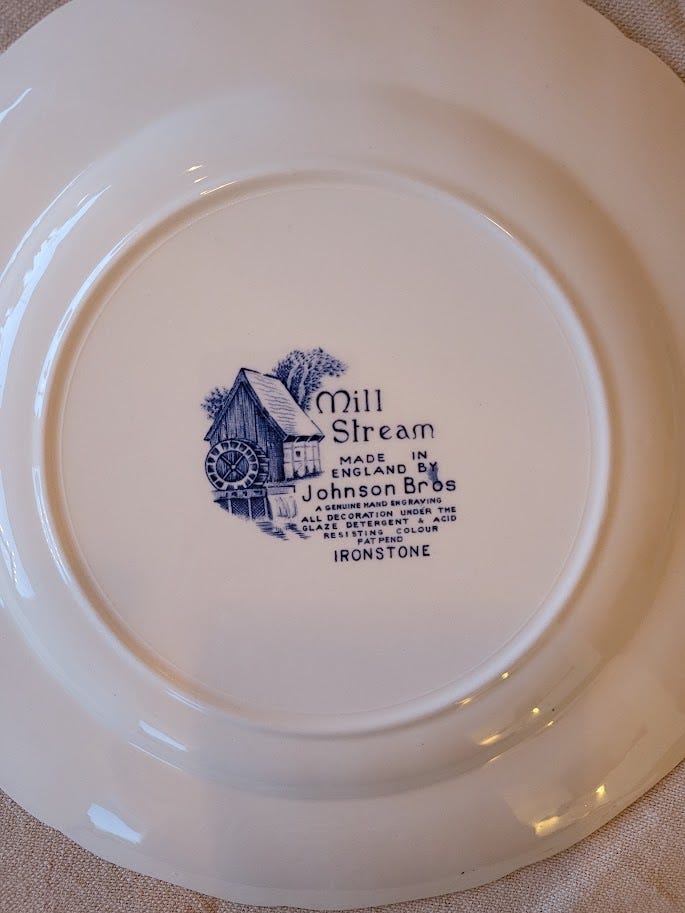 Mill
Stream
MADE IN
ENGLAND BY
Johnson Bros
A GENUINE HAND ENGRAVING
ALL DECORATION UNDER THE
GLAZE DETERGENT & ACID
RESISTING COLOUR
PAT PEND
IRONSTONE